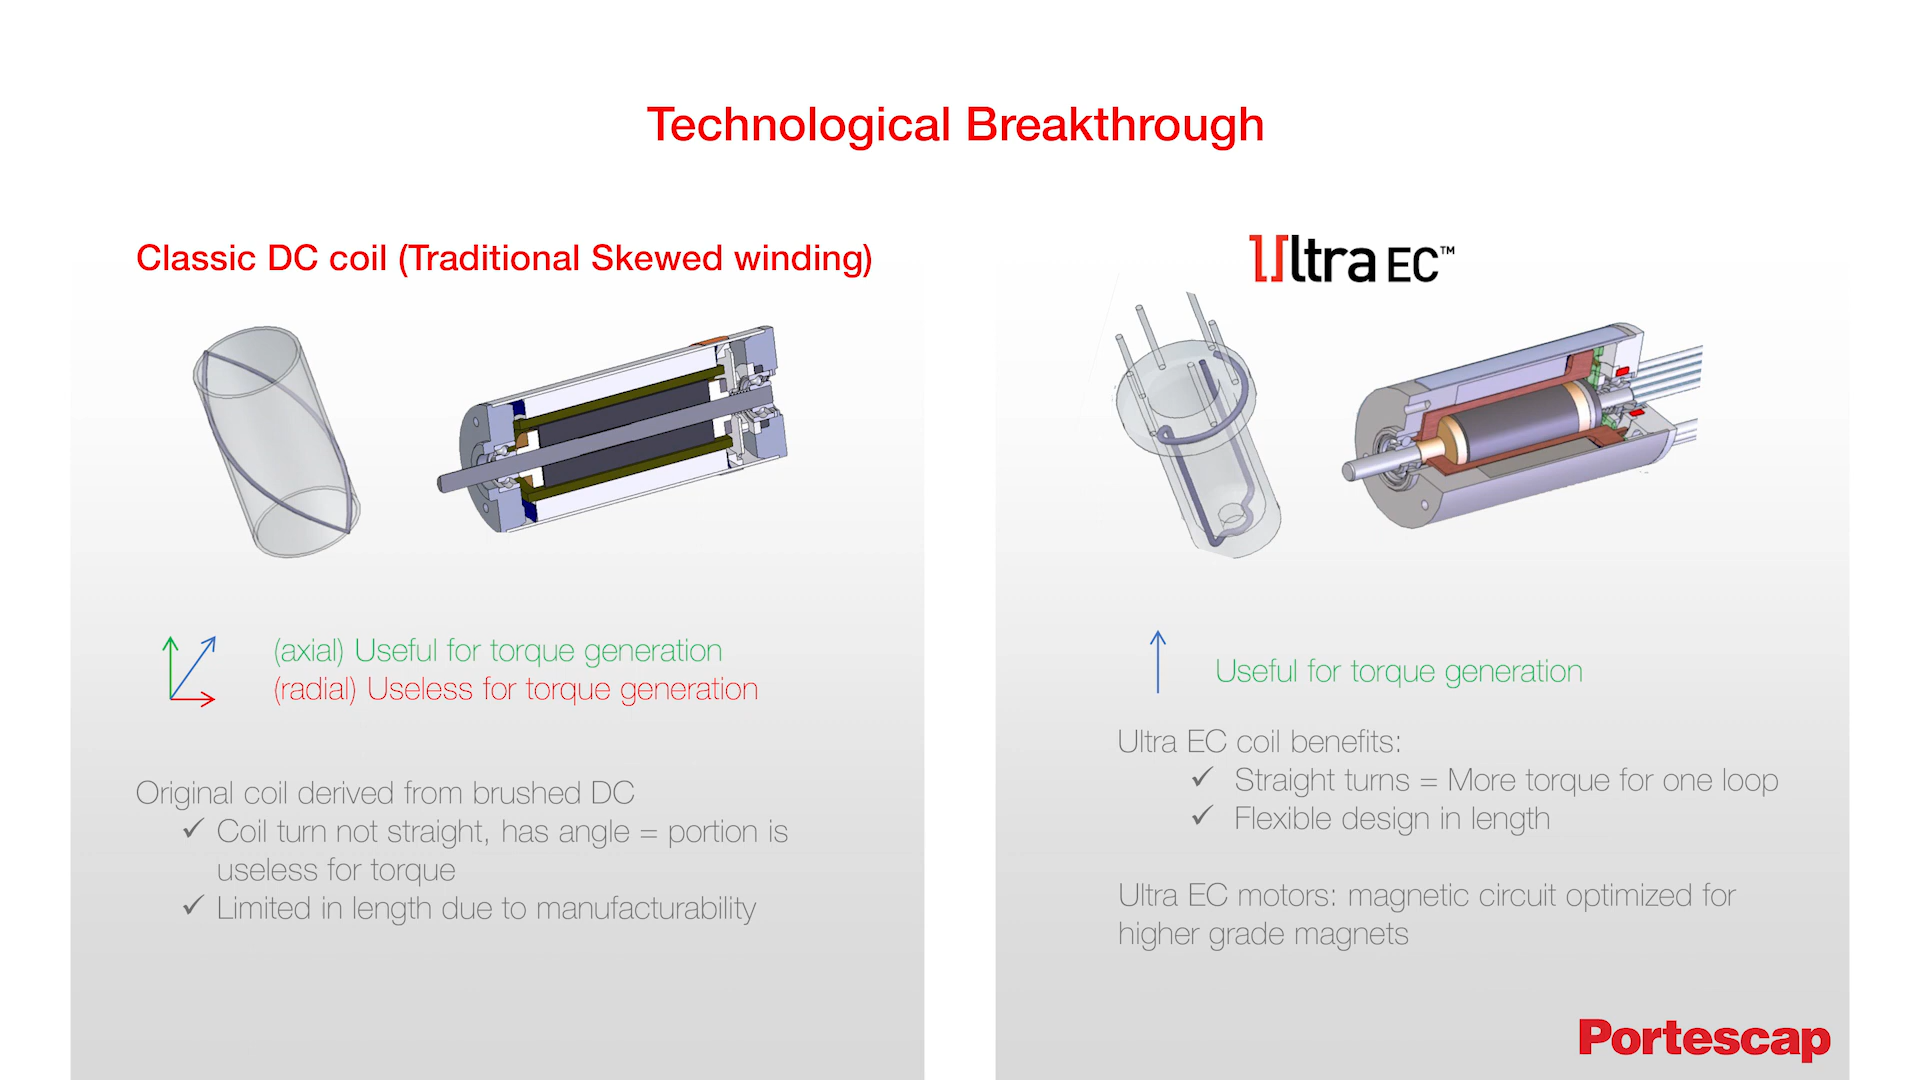 Technological Breakthrough
Classic DC coil (Traditional Skewed winding)
(axial) Useful for torque generation
(radial) Useless for torque generation
Original coil derived from brushed DC
✓ Coil turn not straight, has angle = portion is
useless for torque
✓ Limited in length due to manufacturability
Ultra EC™
Useful for torque generation
Ultra EC coil benefits:
✓ Straight turns = More torque for one loop
✓ Flexible design in length
Ultra EC motors: magnetic circuit optimized for
higher grade magnets
Portescap